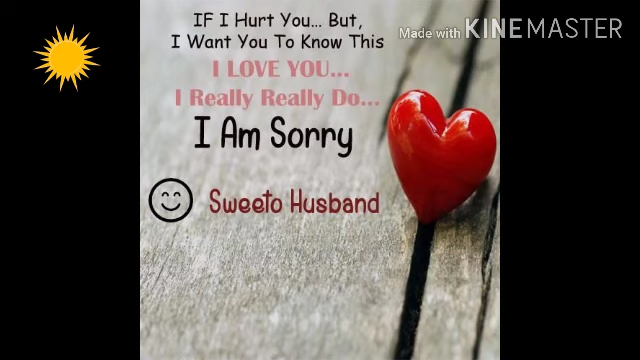 IF I Hurt You... But,
I Want You To Know This
I LOVE YOU...
I Really Really Do...
I Am Sorry
Sweeto Husband
Made with KINEMASTER